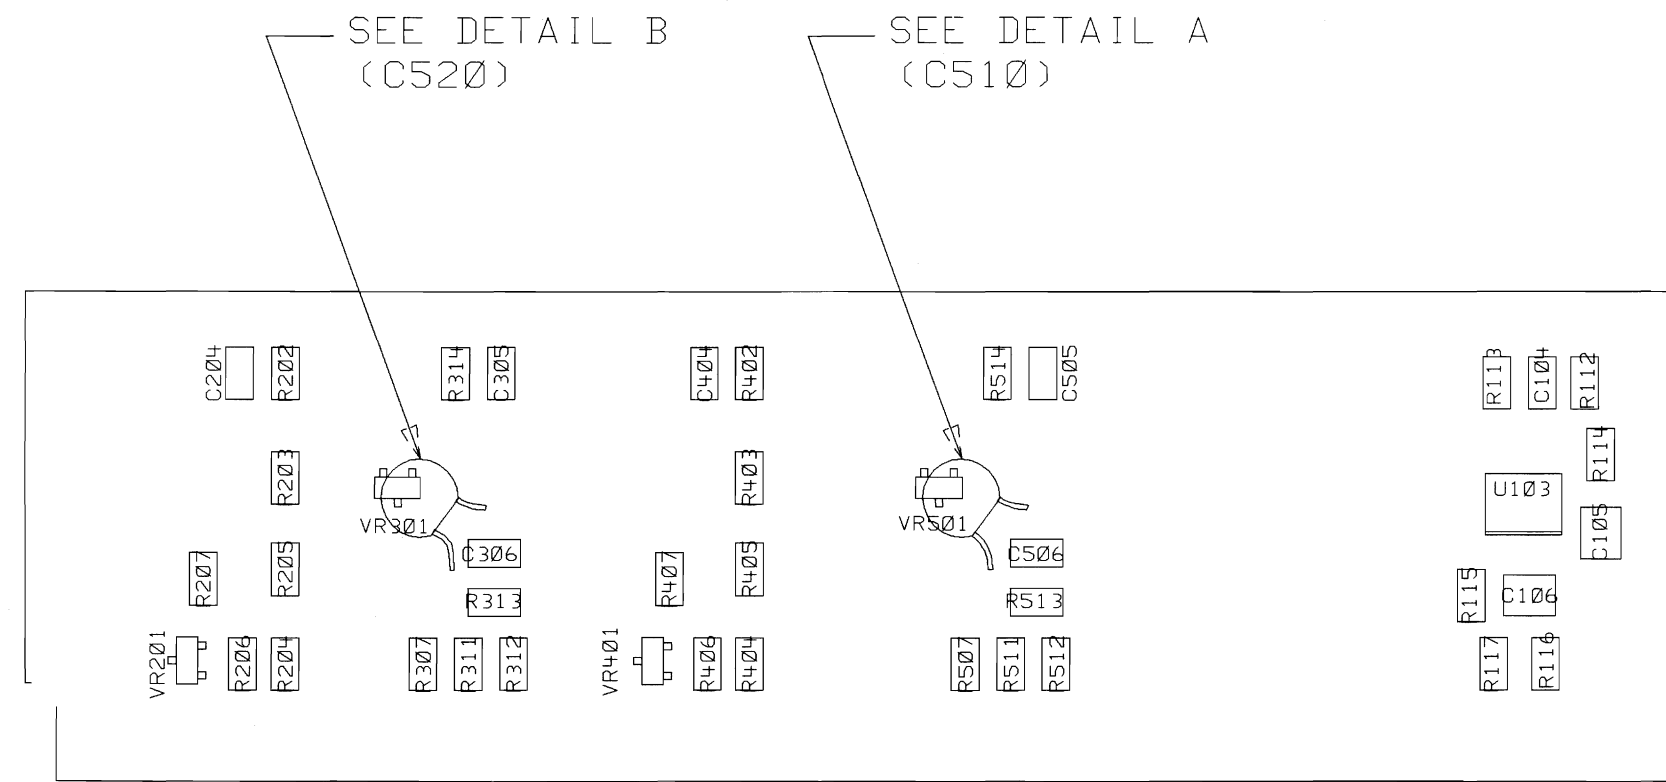 SEE DETAIL B
(C52Ø)
SEE DETAIL A
(C51Ø)
C2Ø4
R2Ø2
R314
C3Ø5
C4Ø4
R4Ø2
R514
C5Ø5
R113
C1Ø4
R112
R114
R2Ø3
R4Ø3
U1Ø3
VR3Ø1
VR5Ø1
C1Ø5
R2Ø7
R2Ø5
C3Ø6
R4Ø7
R4Ø5
C5Ø6
R313
R513
R115
C1Ø6
VR2Ø1
R2Ø6
R2Ø4
R3Ø7
R311
R312
VR4Ø1
R4Ø6
R4Ø4
R5Ø7
R511
R512
R117
R116